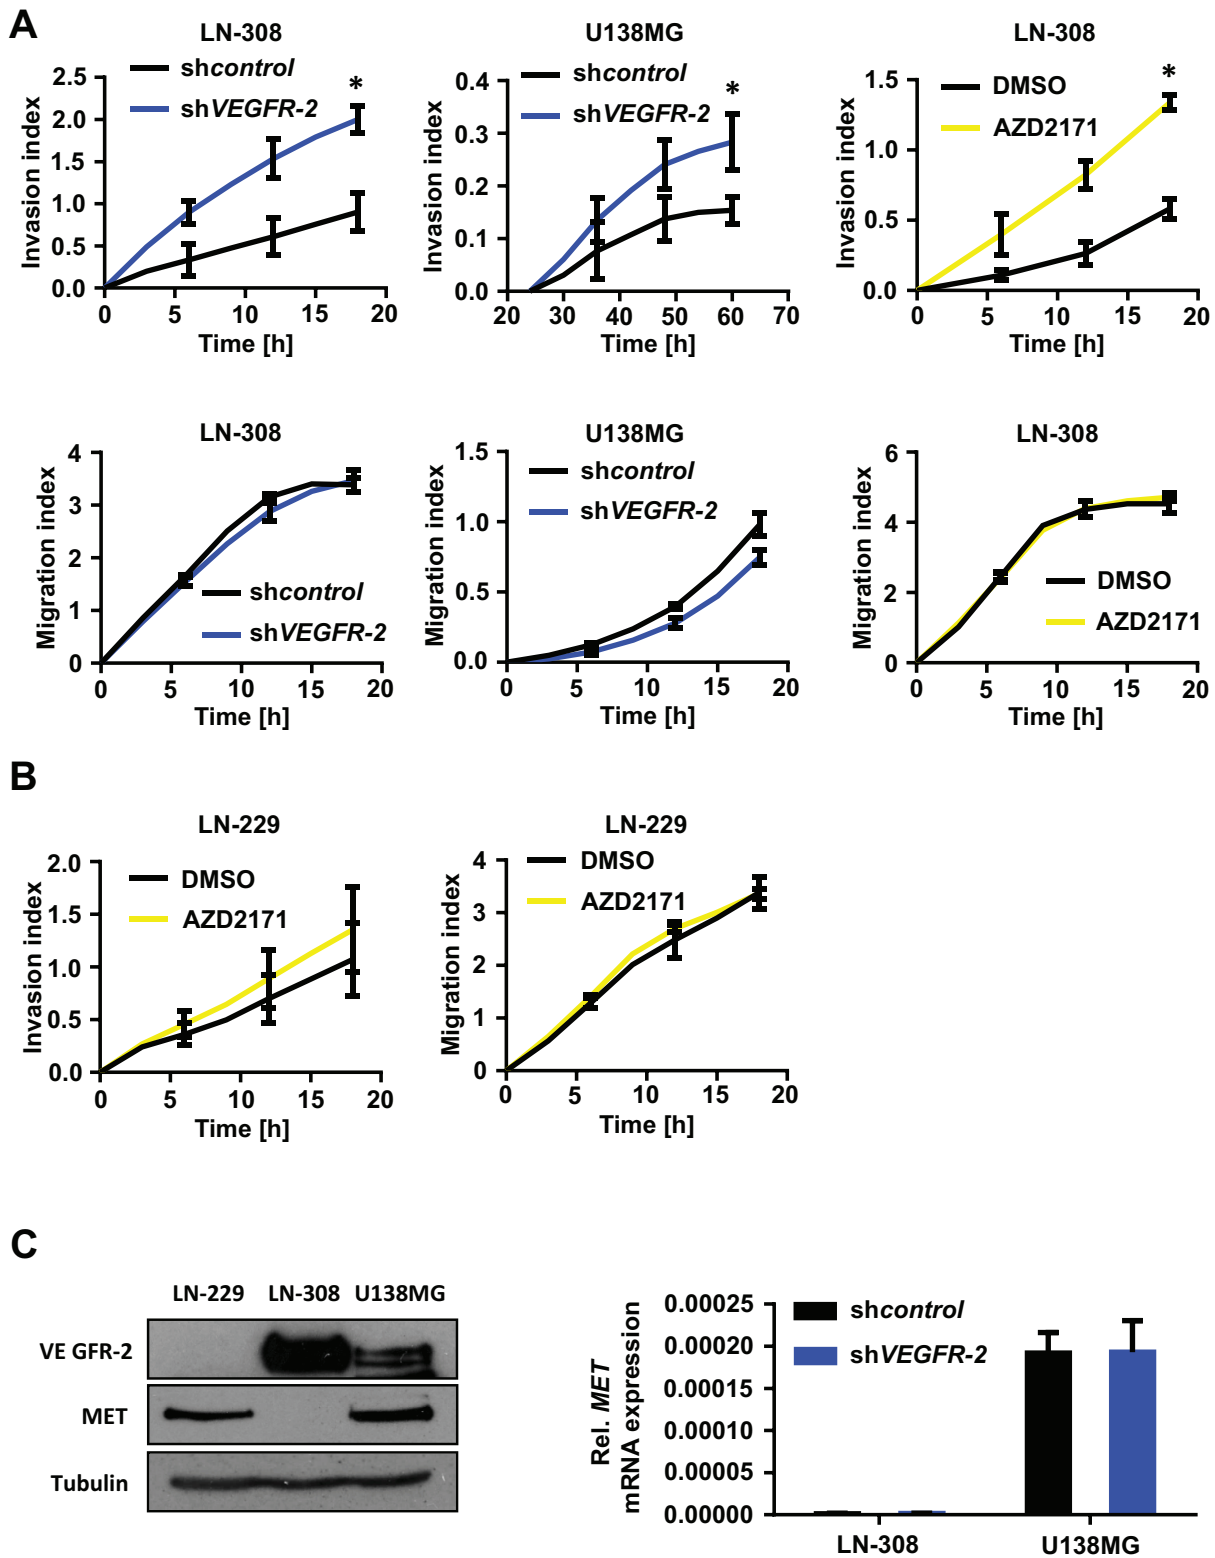 A
LN-308
shcontrol
shVEGFR-2
*
2.5
2.0
1.5
1.0
0.5
0.0
Invasion index
0 5 10 15 20
Time [h]
U138MG
shcontrol
shVEGFR-2
*
0.4
0.3
0.2
0.1
0.0
Invasion index
20 30 40 50 60 70
Time [h]
LN-308
DMSO
AZD2171
*
1.5
1.0
0.5
0.0
Invasion index
0 5 10 15 20
Time [h]
LN-308
4
3
2
1
0
Migration index
shcontrol
shVEGFR-2
0 5 10 15 20
Time [h]
U138MG
shcontrol
shVEGFR-2
1.5
1.0
0.5
0.0
Migration index
0 5 10 15 20
Time [h]
LN-308
6
4
2
0
Migration index
DMSO
AZD2171
0 5 10 15 20
Time [h]
B
LN-229
DMSO
AZD2171
2.0
1.5
1.0
0.5
0.0
Invasion index
0 5 10 15 20
Time [h]
LN-229
DMSO
AZD2171
4
3
2
1
0
Migration index
0 5 10 15 20
Time [h]
C
LN-229 LN-308 U138MG
VE GFR-2
MET
Tubulin
Rel. MET
mRNA expression
0.00025
0.00020
0.00015
0.00010
0.00005
0.00000
shcontrol
shVEGFR-2
LN-308 U138MG